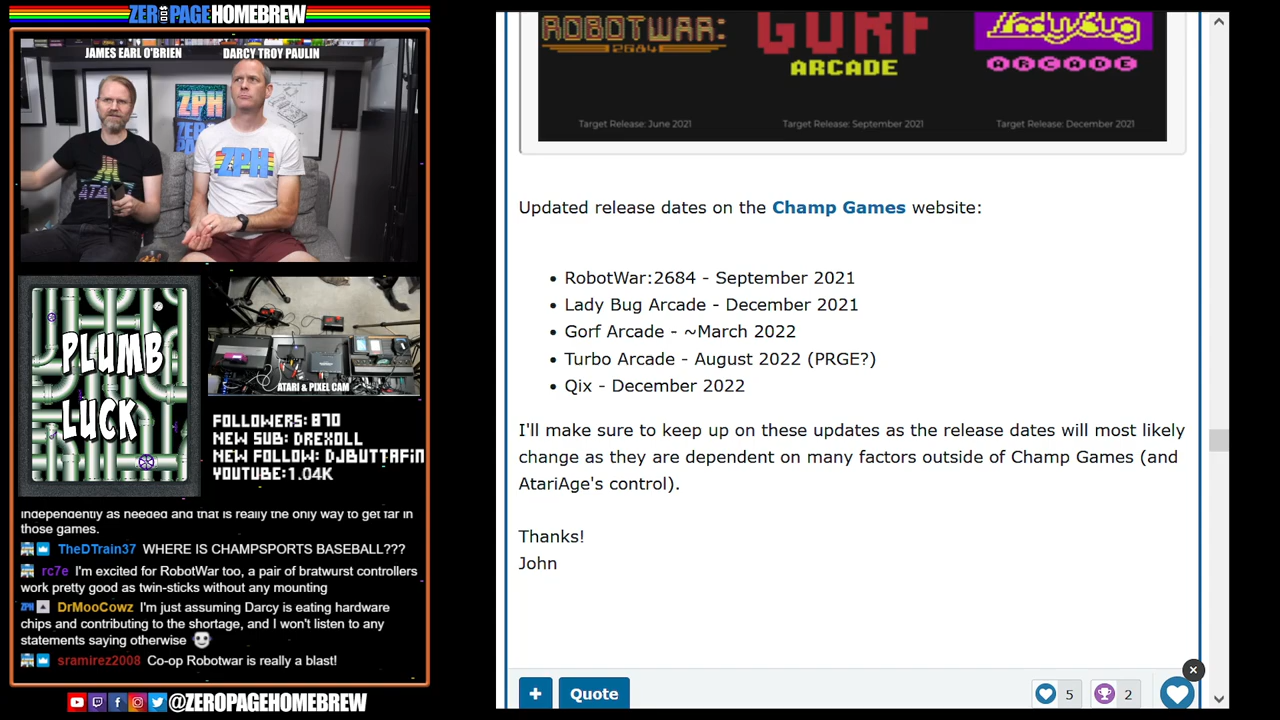 ZEROPAGEHOMEBREW
JAMES EARL O'BRIEN
DARCY TROY PAULIN
ZPH
ATARI
ZPH
PLUMB
LUCK
ATARI & PIXEL CAM
FOLLOWERS: 870
NEW SUB: DREXOLL
NEW FOLLOW: DJBUTTAFIN
YOUTUBE:1.04K
independently as needed and that is really the only way to get far in
those games.
TheDTrain37 WHERE IS CHAMPSPORTS BASEBALL???
rc7e I'm excited for RobotWar too, a pair of bratwurst controllers
work pretty good as twin-sticks without any mounting
ZPH DrMooCowz I'm just assuming Darcy is eating hardware
chips and contributing to the shortage, and I won't listen to any
statements saying otherwise
sramirez2008 Co-op Robotwar is really a blast!
@ZEROPAGEHOMEBREW
ROBOTWAR:
2684
GORF
ARCADE
LadyBug
ARCADE
Target Release: June 2021
Target Release: September 2021
Target Release: December 2021
Updated release dates on the Champ Games website:
• RobotWar:2684 - September 2021
• Lady Bug Arcade - December 2021
• Gorf Arcade - ~March 2022
• Turbo Arcade - August 2022 (PRGE?)
• Qix - December 2022
I'll make sure to keep up on these updates as the release dates will most likely
change as they are dependent on many factors outside of Champ Games (and
AtariAge's control).
Thanks!
John
+ Quote
5
2